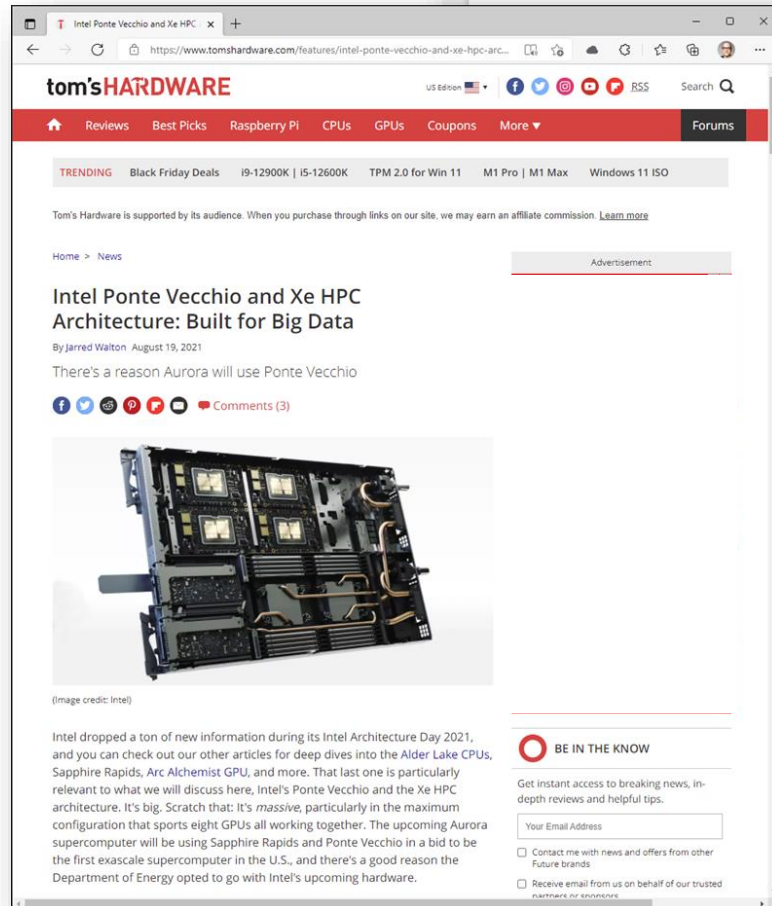 Intel Ponte Vecchio and Xe HPC
https://www.tomshardware.com/features/intel-ponte-vecchio-and-xe-hpc-arc...
tom'sHARDWARE
US Edition
RSS
Search
Reviews Best Picks Raspberry Pi CPUs GPUs Coupons More ▼ Forums
TRENDING Black Friday Deals i9-12900K | i5-12600K TPM 2.0 for Win 11 M1 Pro | M1 Max Windows 11 ISO
Tom's Hardware is supported by its audience. When you purchase through links on our site, we may earn an affiliate commission. Learn more
Home > News
Intel Ponte Vecchio and Xe HPC
Architecture: Built for Big Data
By Jarred Walton August 19, 2021
There's a reason Aurora will use Ponte Vecchio
Comments (3)
(Image credit: Intel)
Intel dropped a ton of new information during its Intel Architecture Day 2021,
and you can check out our other articles for deep dives into the Alder Lake CPUs,
Sapphire Rapids, Arc Alchemist GPU, and more. That last one is particularly
relevant to what we will discuss here, Intel's Ponte Vecchio and the Xe HPC
architecture. It's big. Scratch that: It's massive, particularly in the maximum
configuration that sports eight GPUs all working together. The upcoming Aurora
supercomputer will be using Sapphire Rapids and Ponte Vecchio in a bid to be
the first exascale supercomputer in the U.S., and there's a good reason the
Department of Energy opted to go with Intel's upcoming hardware.
Advertisement
BE IN THE KNOW
Get instant access to breaking news, in-
depth reviews and helpful tips.
Your Email Address
Contact me with news and offers from other
Future brands
Receive email from us on behalf of our trusted
partners or sponsors